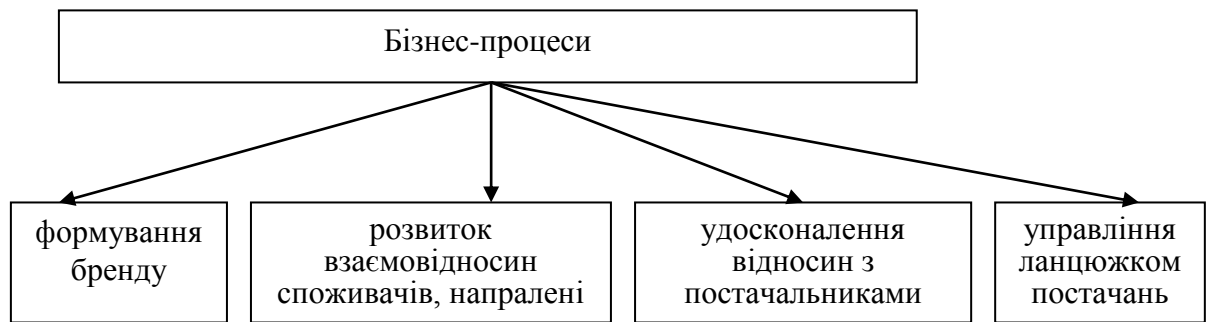 Бізнес-процеси
формування
бренду
розвиток
взаємовідносин
споживачів, напралені
удосконалення
відносин з
постачальниками
управління
ланцюжком
постачань